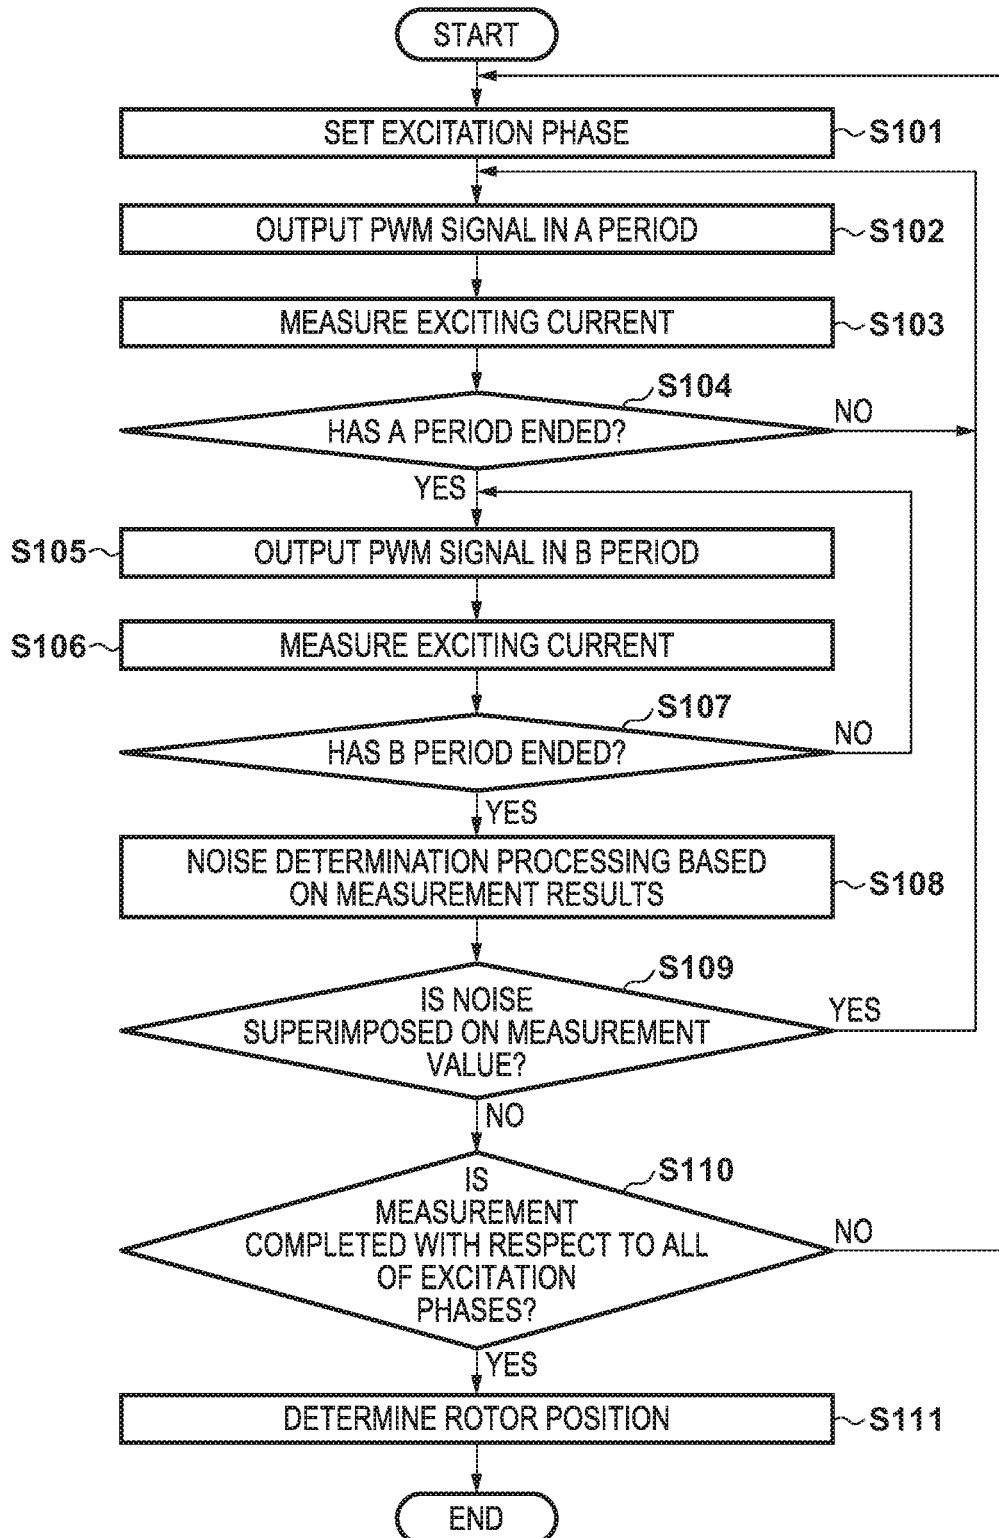 START
SET EXCITATION PHASE
S101
OUTPUT PWM SIGNAL IN A PERIOD
S102
MEASURE EXCITING CURRENT
S103
S104
HAS A PERIOD ENDED?
NO
YES
S105
OUTPUT PWM SIGNAL IN B PERIOD
S106
MEASURE EXCITING CURRENT
S107
HAS B PERIOD ENDED?
NO
YES
NOISE DETERMINATION PROCESSING BASED
ON MEASUREMENT RESULTS
S108
S109
IS NOISE
SUPERIMPOSED ON MEASUREMENT
VALUE?
YES
NO
S110
IS
MEASUREMENT
COMPLETED WITH RESPECT TO ALL
OF EXCITATION
PHASES?
NO
YES
DETERMINE ROTOR POSITION
S111
END